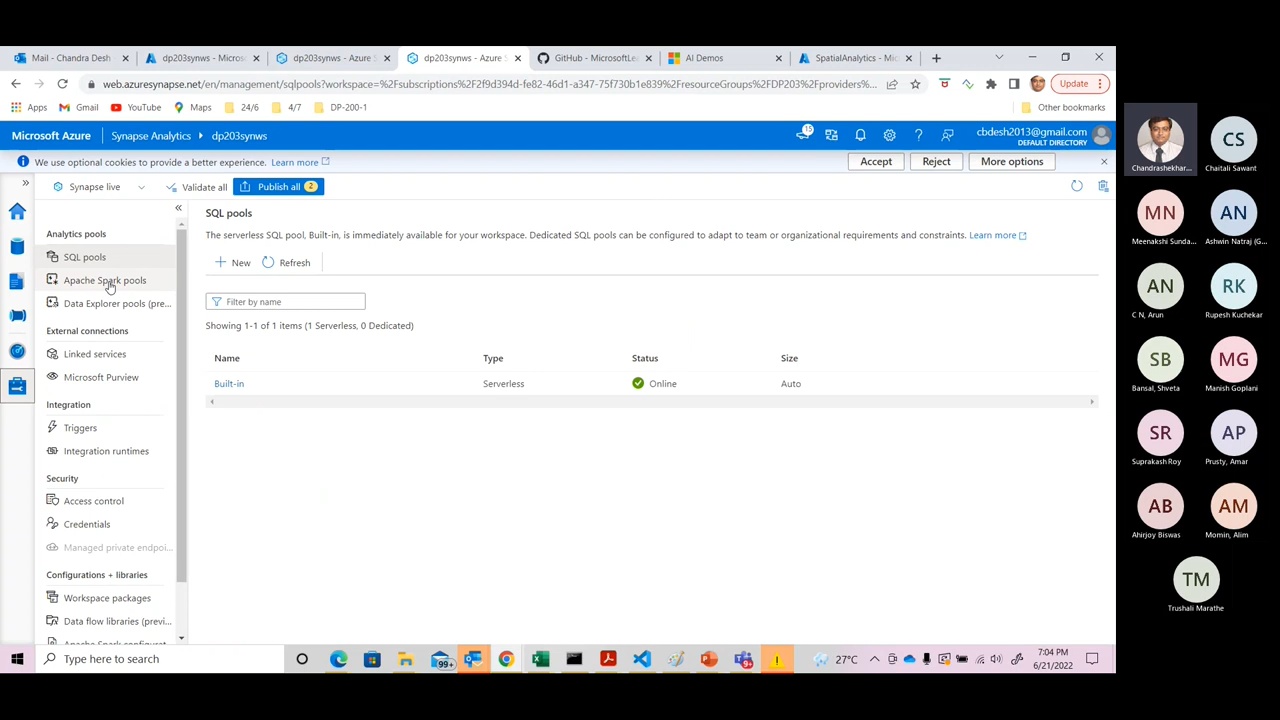 Mail - Chandra Desh
dp203synws - Micros
dp203synws - Azure S
dp203synws - Azure S
GitHub - MicrosoftLea
AI Demos
SpatialAnalytics - Mic
web.azuresynapse.net/en/management/sqlpools?workspace=%2Fsubscriptions%2F9d394d-fe82-46d1-a347-75f730b1e839%2FresourceGroups%2FDP203%2Fproviders%...
Update
Apps
Gmail
YouTube
Maps
24/6
4/7
DP-200-1
Other bookmarks
Microsoft Azure
Synapse Analytics
dp203synws
15
cbdesh2013@gmail.com
DEFAULT DIRECTORY
We use optional cookies to provide a better experience. Learn more
Accept
Reject
More options
Synapse live
Validate all
Publish all 2
Analytics pools
SQL pools
Apache Spark pools
Data Explorer pools (pre...
External connections
Linked services
Microsoft Purview
Integration
Triggers
Integration runtimes
Security
Access control
Credentials
Managed private endpoi...
Configurations + libraries
Workspace packages
Data flow libraries (previ...
Apache Spark configurat...
SQL pools
The serverless SQL pool, Built-in, is immediately available for your workspace. Dedicated SQL pools can be configured to adapt to team or organizational requirements and constraints. Learn more
New
Refresh
Filter by name
Showing 1-1 of 1 items (1 Serverless, 0 Dedicated)
Name Type Status Size
Built-in Serverless Online Auto
Type here to search
99+
9+
27°C
7:04 PM
6/21/2022
Chandrashekhar...
CS
Chaitali Sawant
MN
Meenakshi Sunda...
AN
Ashwin Natraj (G...
AN
C N, Arun
RK
Rupesh Kuchekar
SB
Bansal, Shveta
MG
Manish Goplani
SR
Suprakash Roy
AP
Prusty, Amar
AB
Ahirjoy Biswas
AM
Momin, Alim
TM
Trushali Marathe